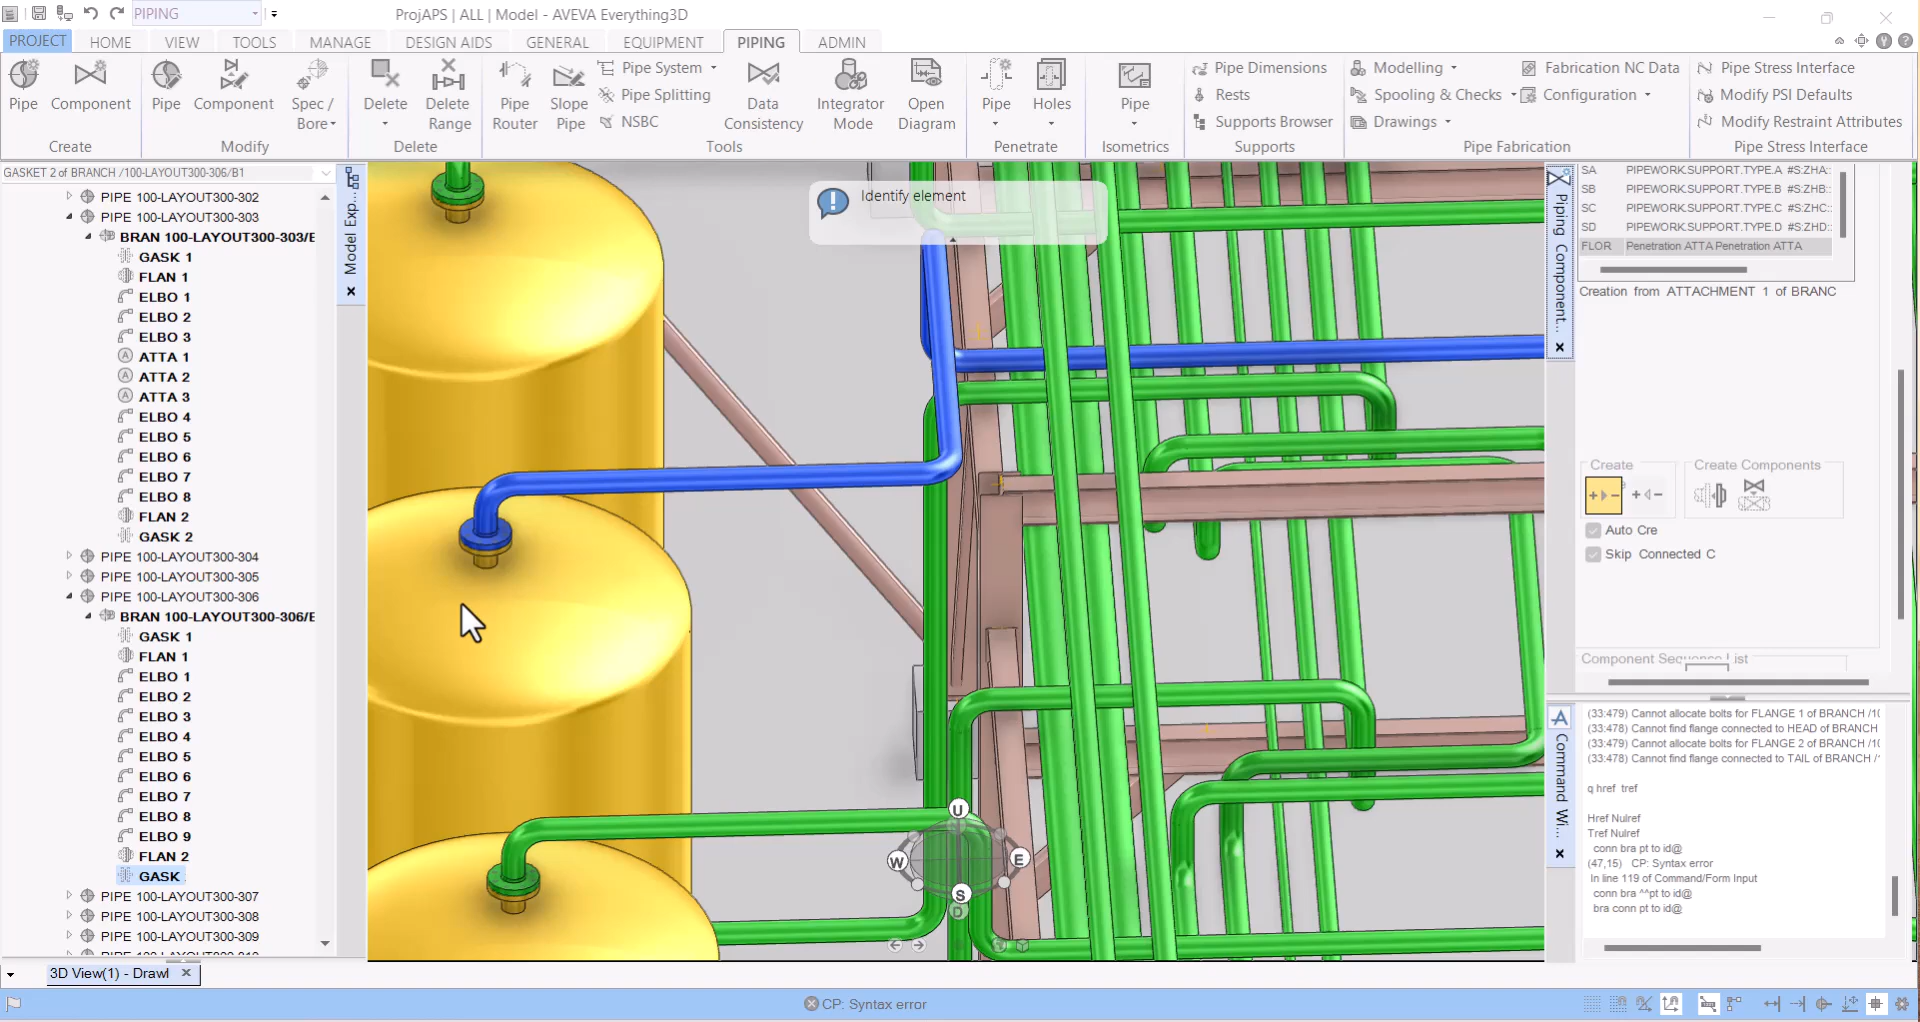 PIPING
ProjAPS | ALL | Model - AVEVA Everything3D
PROJECT
HOME
VIEW
TOOLS
MANAGE
DESIGN AIDS
GENERAL
EQUIPMENT
PIPING
ADMIN
Pipe
Component
Create
Pipe
Component
Spec / Bore
Modify
Delete
Delete Range
Delete
Pipe Router
Slope Pipe
Pipe System
Pipe Splitting
NSBC
Data Consistency
Integrator Mode
Open Diagram
Tools
Pipe
Holes
Penetrate
Pipe
Isometrics
Pipe Dimensions
Rests
Supports Browser
Supports
Modelling
Spooling & Checks
Drawings
Fabrication NC Data
Configuration
Pipe Fabrication
Pipe Stress Interface
Modify PSI Defaults
Modify Restraint Attributes
Pipe Stress Interface
GASKET 2 of BRANCH /100-LAYOUT300-306/B1
PIPE 100-LAYOUT300-302
PIPE 100-LAYOUT300-303
BRAN 100-LAYOUT300-303/E
GASK 1
FLAN 1
ELBO 1
ELBO 2
ELBO 3
ATTA 1
ATTA 2
ATTA 3
ELBO 4
ELBO 5
ELBO 6
ELBO 7
ELBO 8
FLAN 2
GASK 2
PIPE 100-LAYOUT300-304
PIPE 100-LAYOUT300-305
PIPE 100-LAYOUT300-306
BRAN 100-LAYOUT300-306/E
GASK 1
FLAN 1
ELBO 1
ELBO 2
ELBO 3
ELBO 4
ELBO 5
ELBO 6
ELBO 7
ELBO 8
ELBO 9
FLAN 2
GASK
PIPE 100-LAYOUT300-307
PIPE 100-LAYOUT300-308
PIPE 100-LAYOUT300-309
Model Exp...
Identify element
U
W
E
S
D
Piping Component...
SA PIPEWORK.SUPPORT.TYPE.A #S:ZHA:
SB PIPEWORK.SUPPORT.TYPE.B #S:ZHB:
SC PIPEWORK.SUPPORT.TYPE.C #S:ZHC:
SD PIPEWORK.SUPPORT.TYPE.D #S:ZHD:
FLOR Penetration ATTA Penetration ATTA
Creation from ATTACHMENT 1 of BRANC
Create
Create Components
Auto Cre
Skip Connected C
Component Sequence List
Command Wi...
(33:479) Cannot allocate bolts for FLANGE 1 of BRANCH /10
(33:478) Cannot find flange connected to HEAD of BRANCH
(33:479) Cannot allocate bolts for FLANGE 2 of BRANCH /10
(33:478) Cannot find flange connected to TAIL of BRANCH /
q href tref
Href Nulref
Tref Nulref
conn bra pt to id@
(47,15) CP: Syntax error
In line 119 of Command/Form Input
conn bra ^^pt to id@
bra conn pt to id@
3D View(1) - Drawl
CP: Syntax error